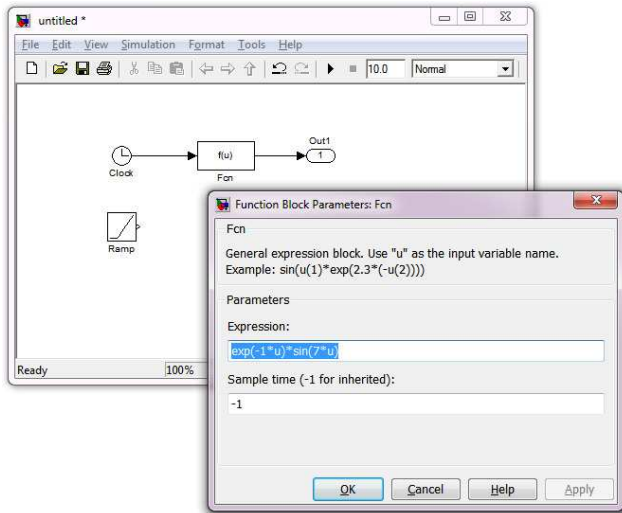 untitled *
File Edit View Simulation Format Tools Help
10.0 Normal
Out1
f(u) 1
Clock Fcn
Ramp
Ready 100%
Function Block Parameters: Fcn
Fcn
General expression block. Use "u" as the input variable name.
Example: sin(u(1)*exp(2.3*(-u(2))))
Parameters
Expression:
exp(-1*u)*sin(7*u)
Sample time (-1 for inherited):
-1
OK Cancel Help Apply